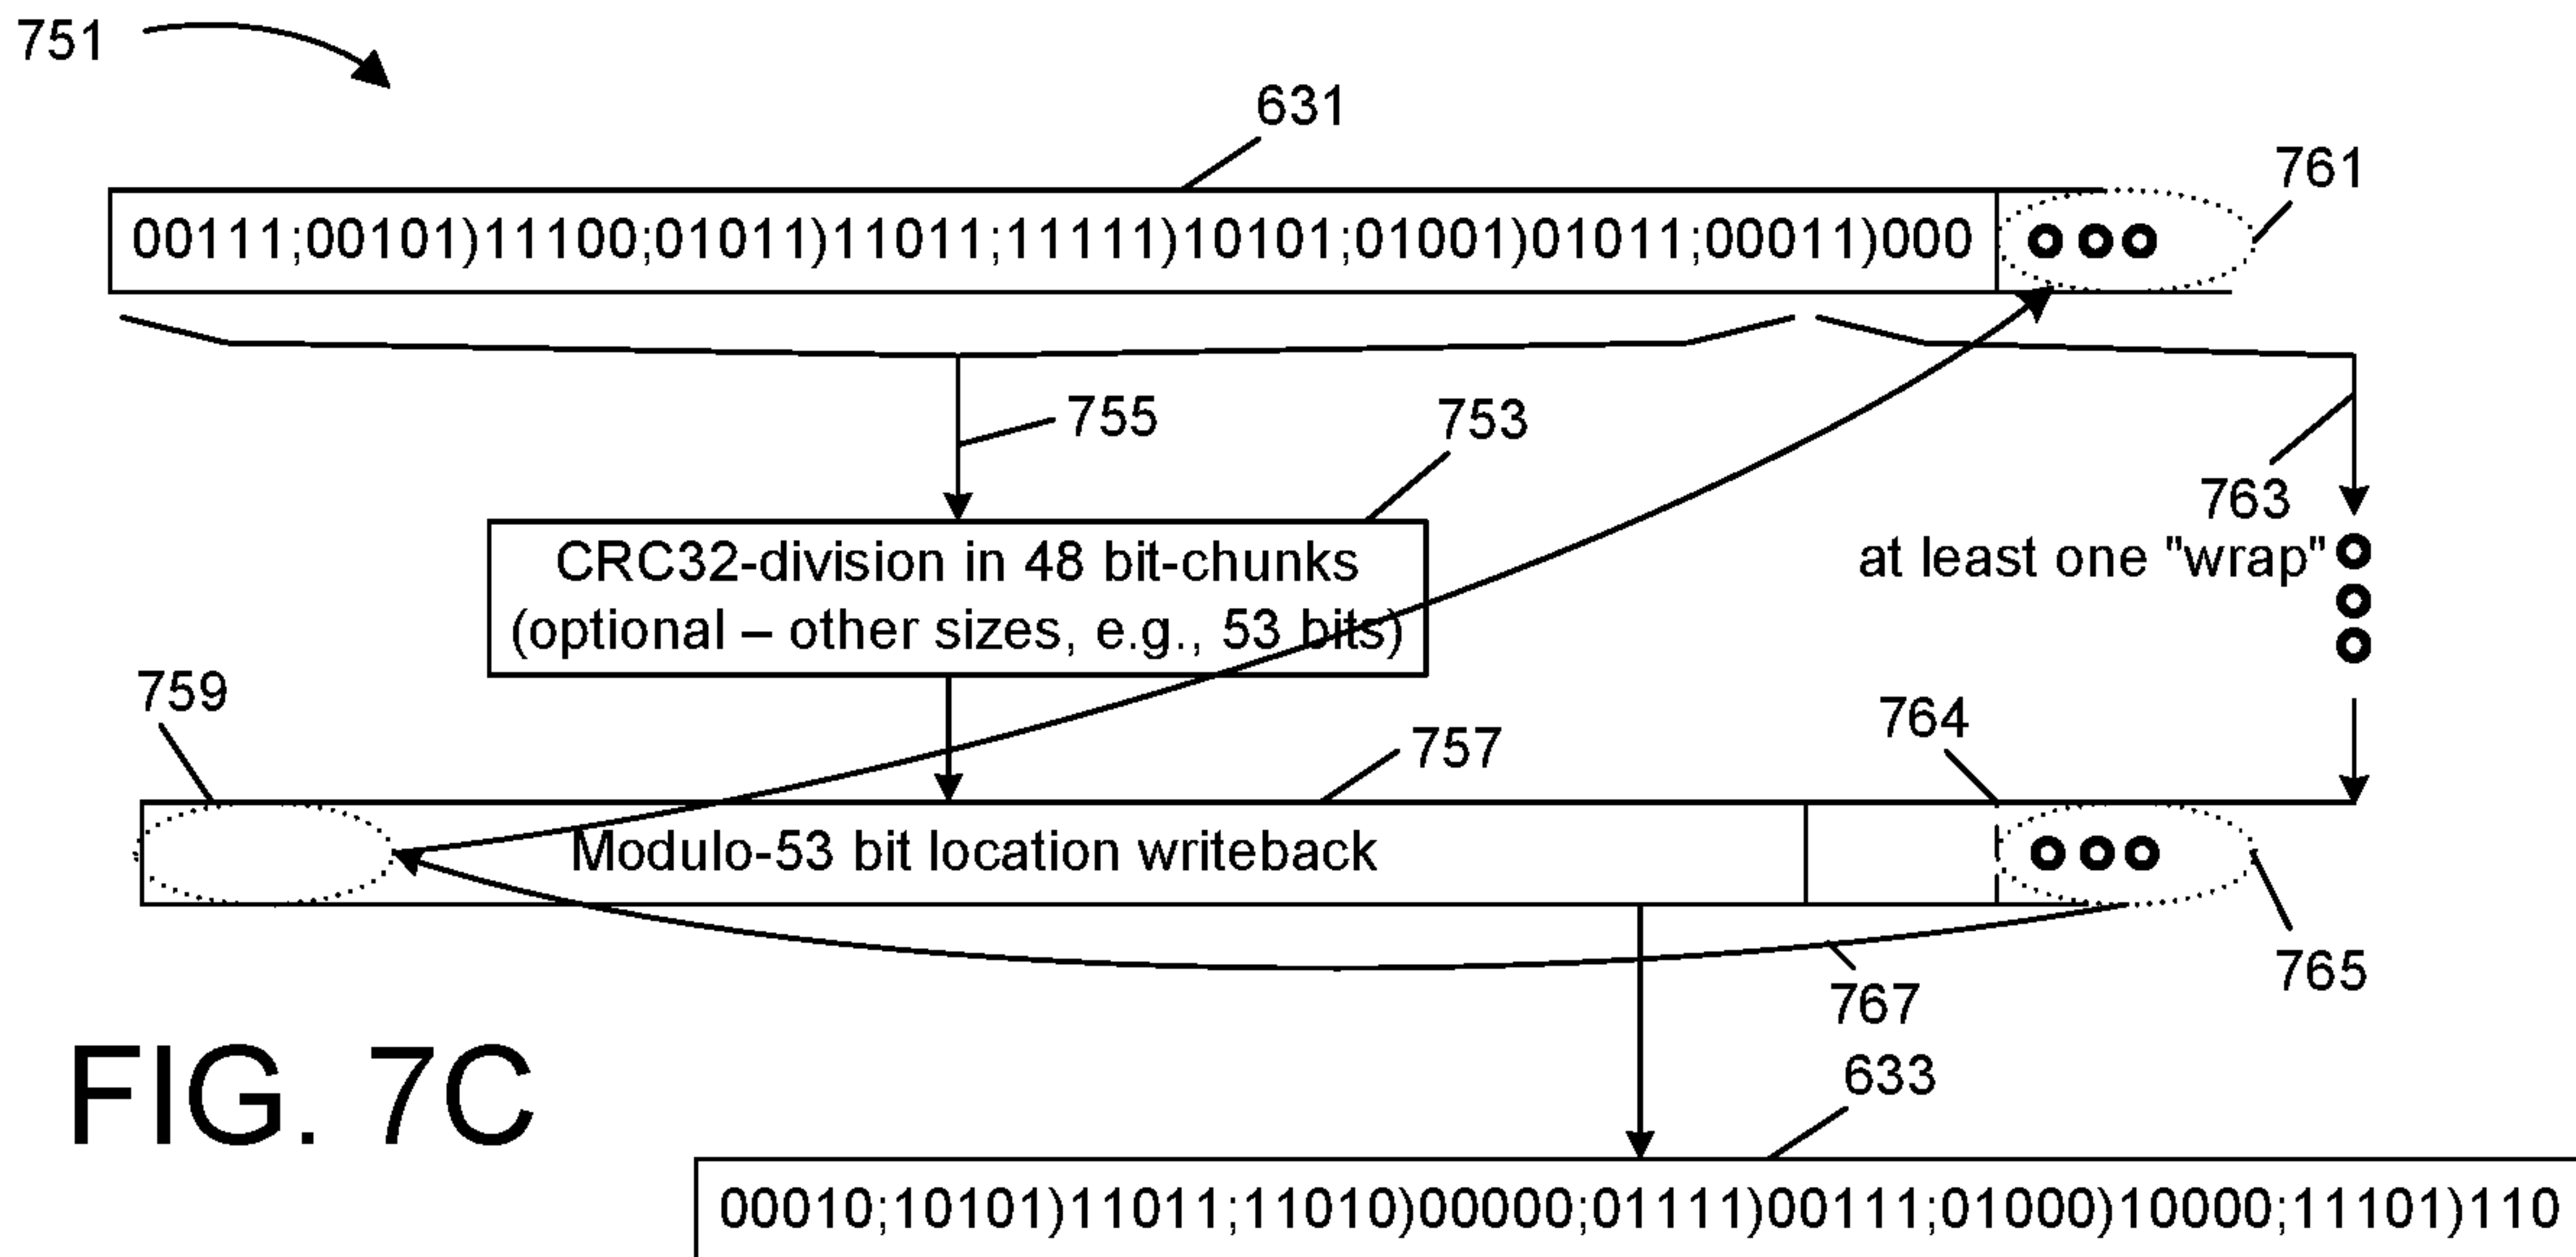 751
631
761
00111;00101)11100;01011)11011;11111)10101;01001)01011;00011)000
755
753
763
CRC32-division in 48 bit-chunks
(optional – other sizes, e.g., 53 bits)
at least one "wrap"
759
764
757
Modulo-53 bit location writeback
765
767
FIG. 7C
633
00010;10101)11011;11010)00000;01111)00111;01000)10000;11101)110